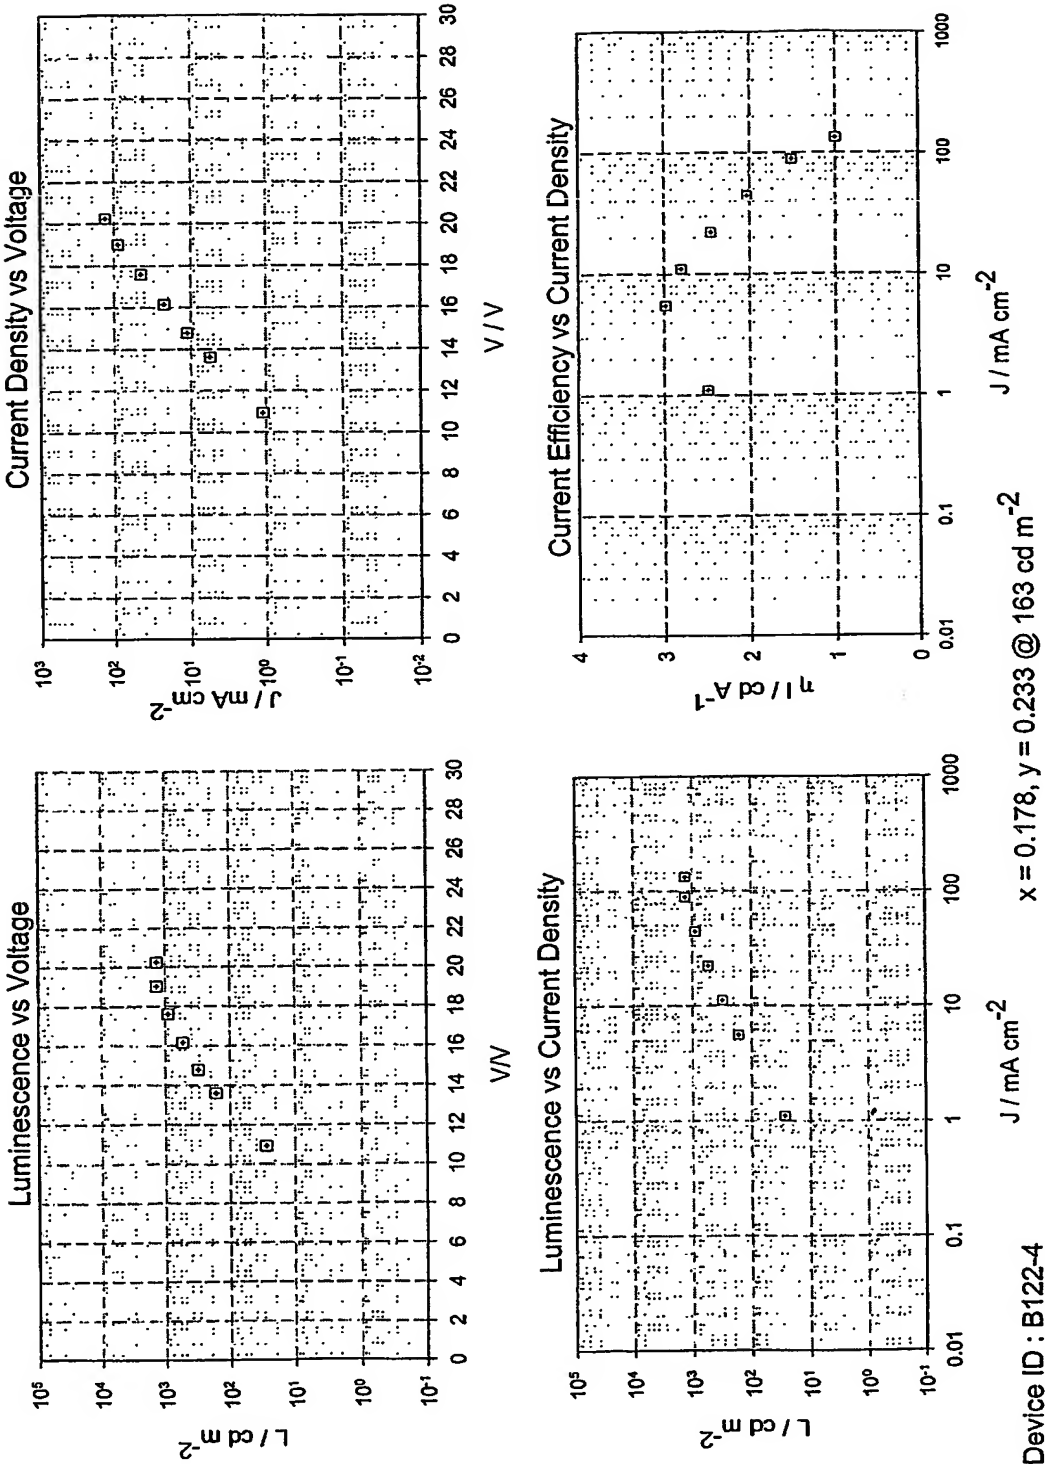 Luminescence vs Voltage
L / cd m⁻²
10⁵
10⁴
10³
10²
10¹
10⁰
10⁻¹
0 2 4 6 8 10 12 14 16 18 20 22 24 26 28 30
V/V
Current Density vs Voltage
J / mA cm⁻²
10³
10²
10¹
10⁰
10⁻¹
10⁻²
0 2 4 6 8 10 12 14 16 18 20 22 24 26 28 30
V / V
Luminescence vs Current Density
L / cd m⁻²
10⁵
10⁴
10³
10²
10¹
10⁰
10⁻¹
0.01 0.1 1 10 100 1000
J / mA cm⁻²
Current Efficiency vs Current Density
η I / cd A⁻¹
4
3
2
1
0
0.01 0.1 1 10 100 1000
J / mA cm⁻²
Device ID : B122-4
x = 0.178, y = 0.233 @ 163 cd m⁻²